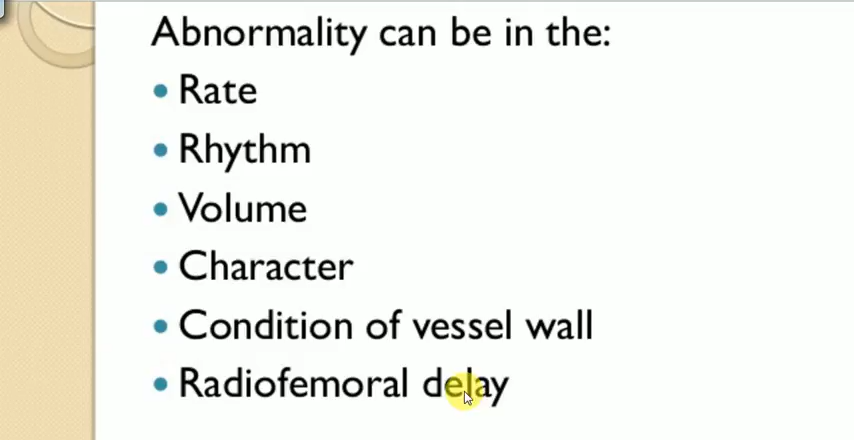 Abnormality can be in the:
• Rate
• Rhythm
• Volume
• Character
• Condition of vessel wall
• Radiofemoral delay